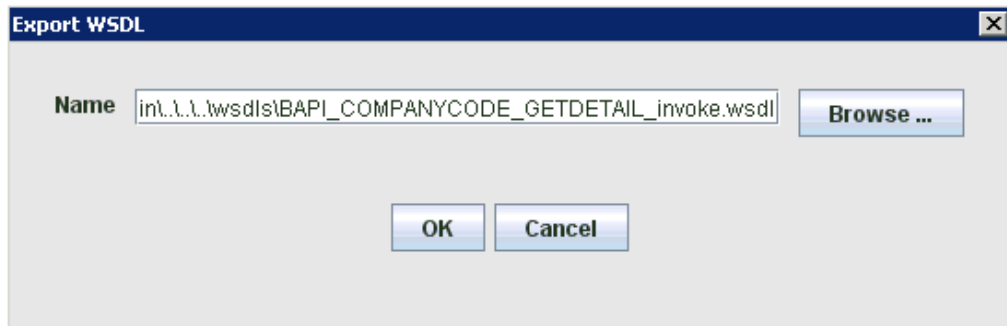 Export WSDL
Name in\..\..\..\wsdls\BAPI_COMPANYCODE_GETDETAIL_invoke.wsdl Browse ...
OK Cancel